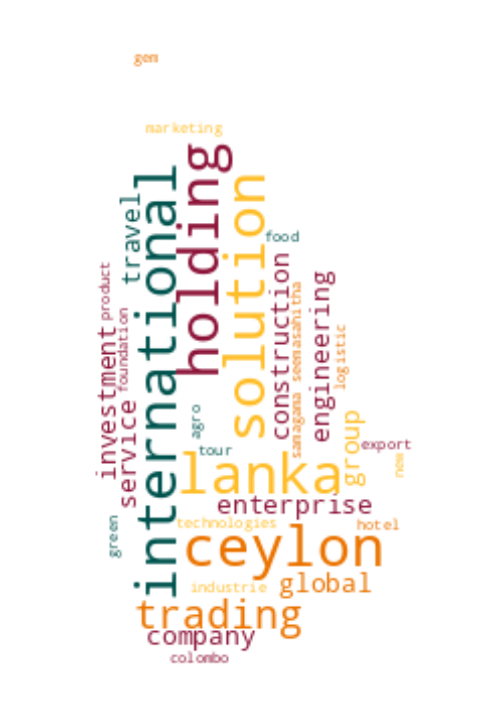 gem
marketing
holding
international
solution
travel
food
construction
product
engineering
samagama seemasahitha
foundation
logistic
investment
service
agro
group
export
tour
lanka
new
enterprise
green
technologies
hotel
ceylon
global
industrie
trading
company
colombo